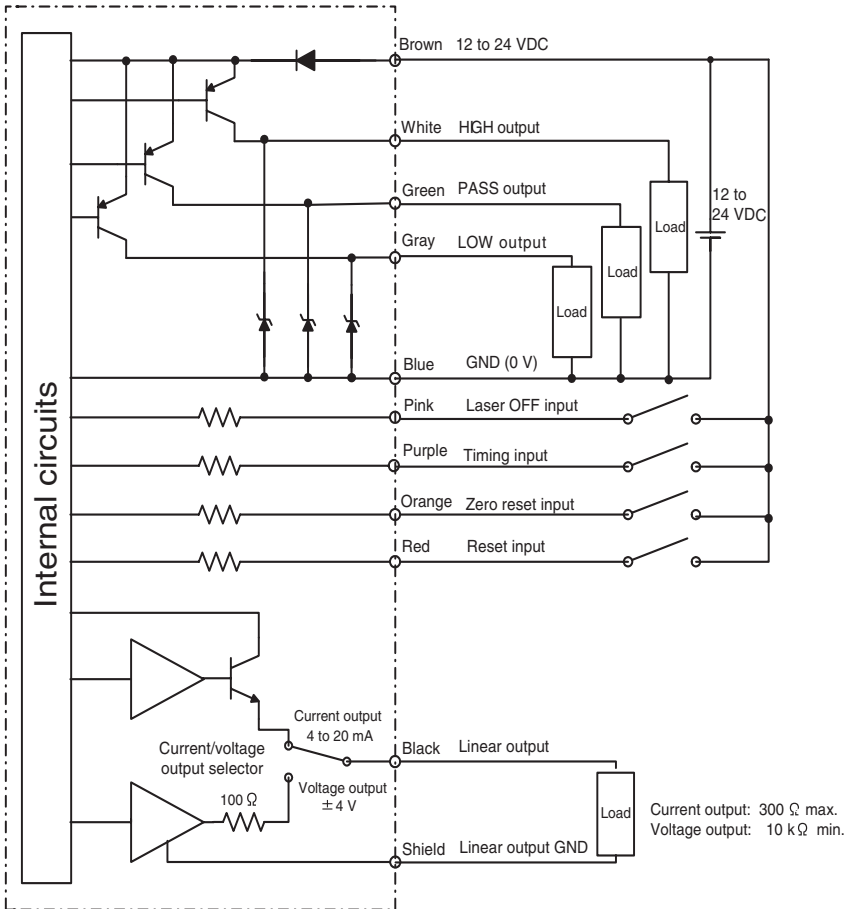 Brown 12 to 24 VDC
White HIGH output
Green PASS output
12 to
24 VDC
Load
Gray LOW output
Load
Load
Blue GND (0 V)
Internal circuits
Pink Laser OFF input
Purple Timing input
Orange Zero reset input
Red Reset input
Current output
4 to 20 mA
Current/voltage
output selector
Black Linear output
Voltage output
±4 V
100 Ω
Load
Current output: 300 Ω max.
Voltage output: 10 kΩ min.
Shield Linear output GND